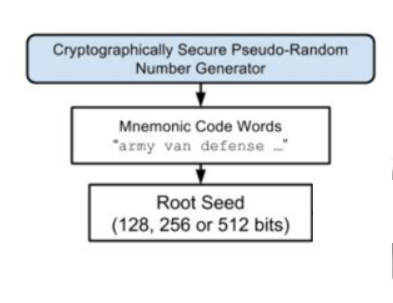 Cryptographically Secure Pseudo-Random
Number Generator
Mnemonic Code Words
"army van defense …"
Root Seed
(128, 256 or 512 bits)